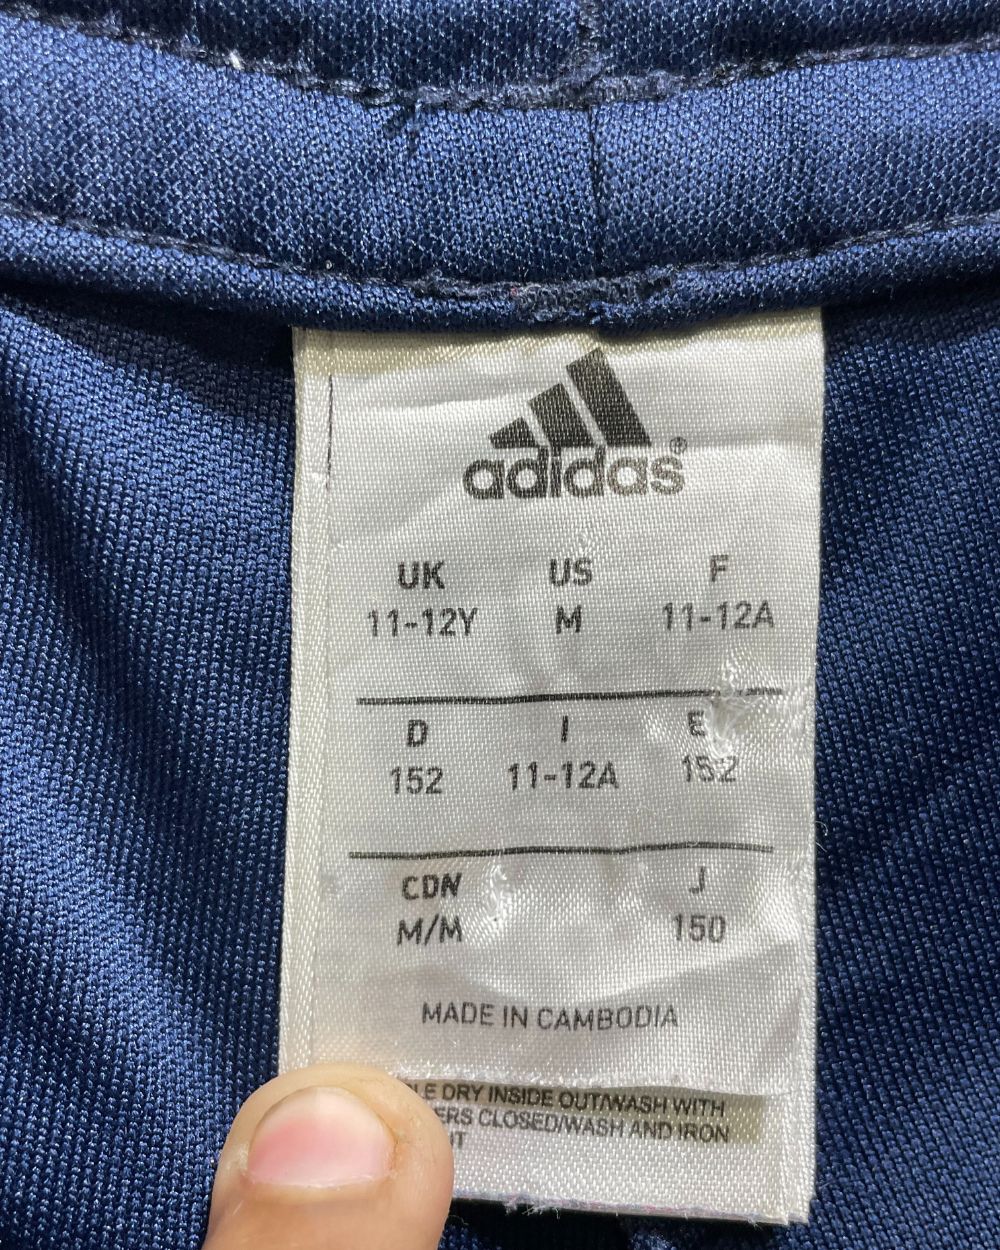 adidas®
UK US F
11-12Y M 11-12A
D I E
152 11-12A 152
CDN J
M/M 150
MADE IN CAMBODIA
DRY INSIDE OUT/WASH WITH
CLOSED/WASH AND IRON